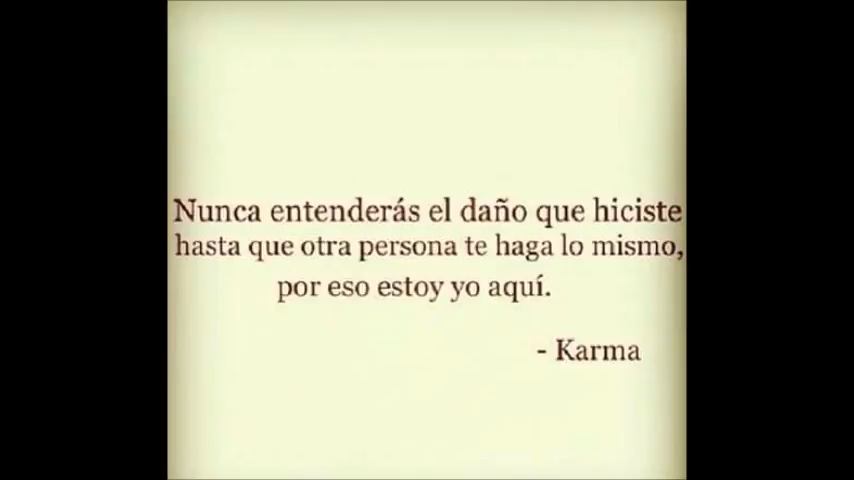 Nunca entenderás el daño que hiciste
hasta que otra persona te haga lo mismo,
por eso estoy yo aquí.
- Karma